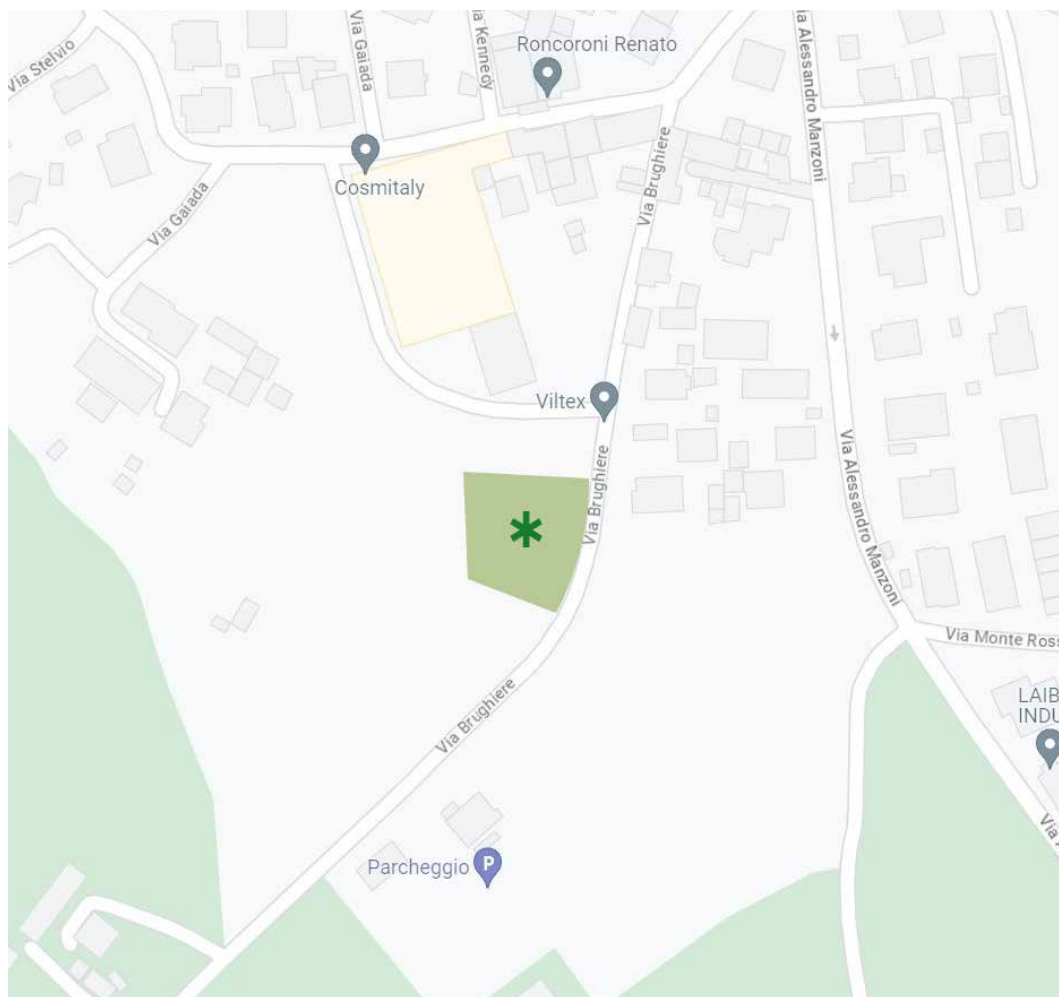 Via Stelvio
Via Gaiada
Via Kennedy
Roncoroni Renato
Via Alessandro Manzoni
Cosmitaly
Via Gaiada
Via Brughiere
Viltex
Via Brughiere
Via Alessandro Manzoni
*
Via Monte Ross
LAIB
INDU
Via Brughiere
Parcheggio
P
Via